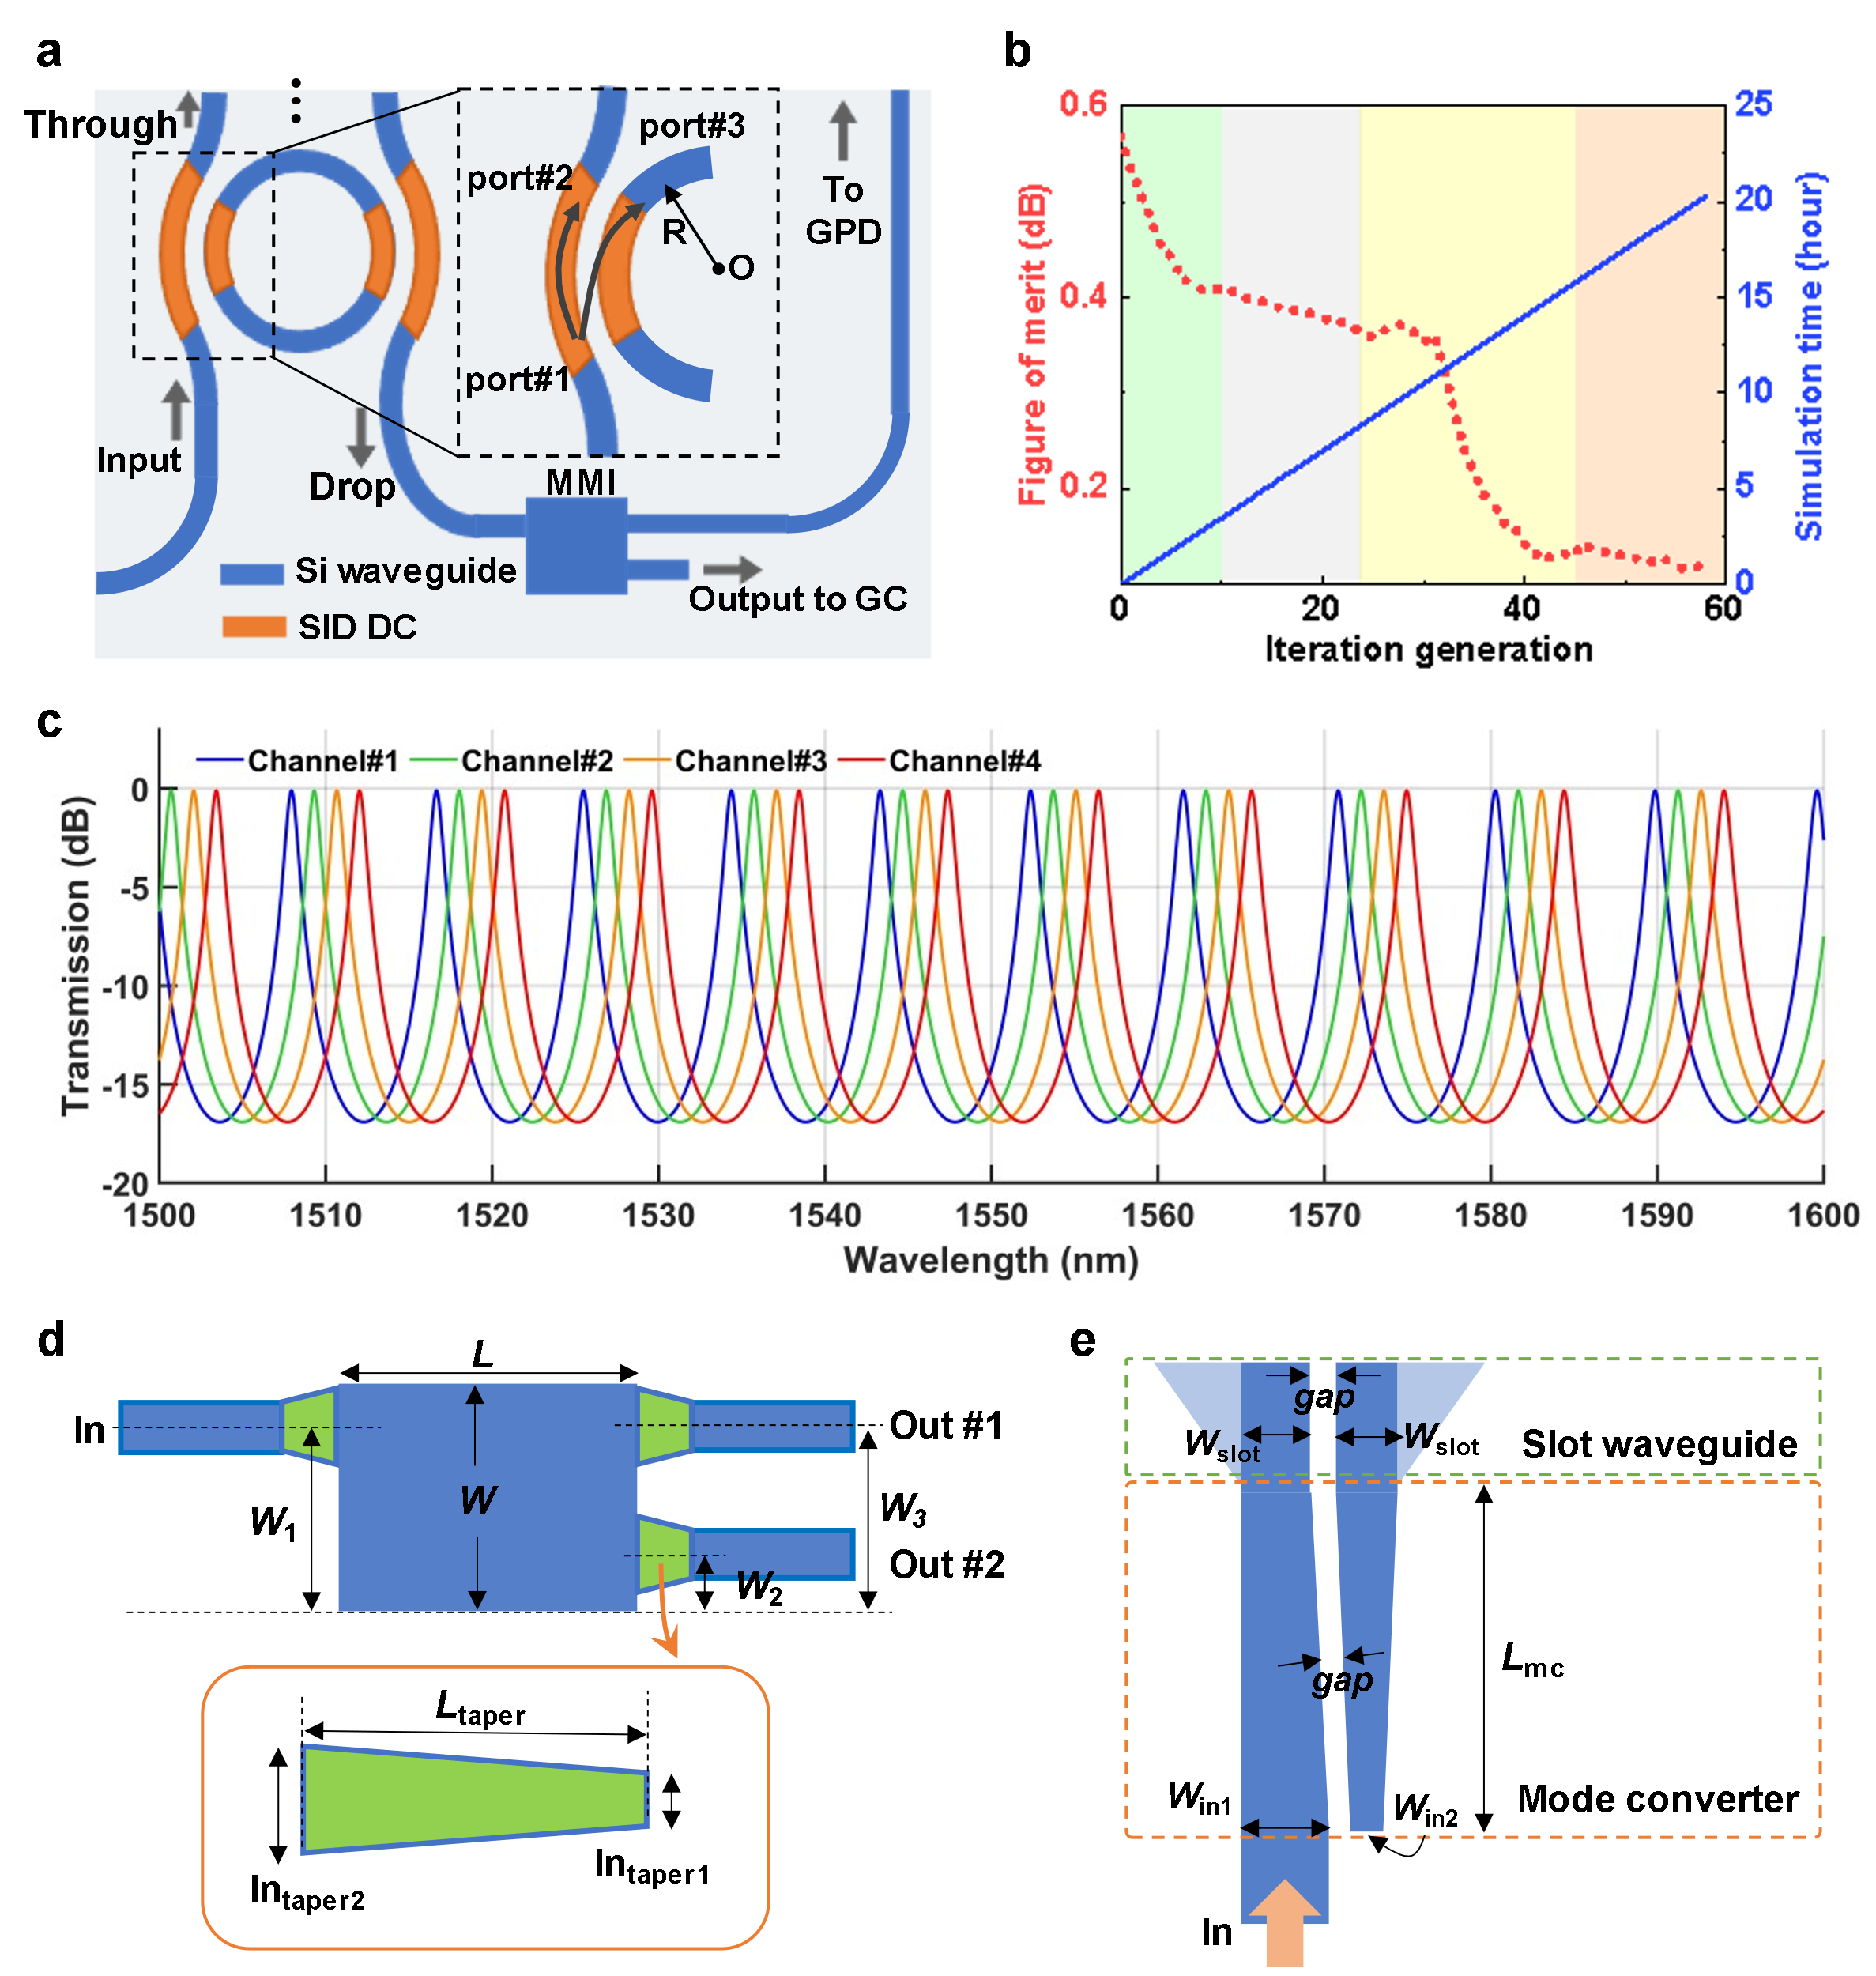 a
Through
port#3
port#2
R
O
To
GPD
port#1
Input
Drop
MMI
Si waveguide
Output to GC
SID DC
b
0.6
0.4
0.2
Figure of merit (dB)
25
20
15
10
5
0
Simulation time (hour)
0 20 40 60
Iteration generation
c
Channel#1 Channel#2 Channel#3 Channel#4
0
-5
-10
-15
-20
Transmission (dB)
1500 1510 1520 1530 1540 1550 1560 1570 1580 1590 1600
Wavelength (nm)
d
L
In
Out #1
W
W1
W3
Out #2
W2
Ltaper
Intaper2
Intaper1
e
gap
Wslot
Wslot
Slot waveguide
Lmc
gap
Win1
Win2
Mode converter
In